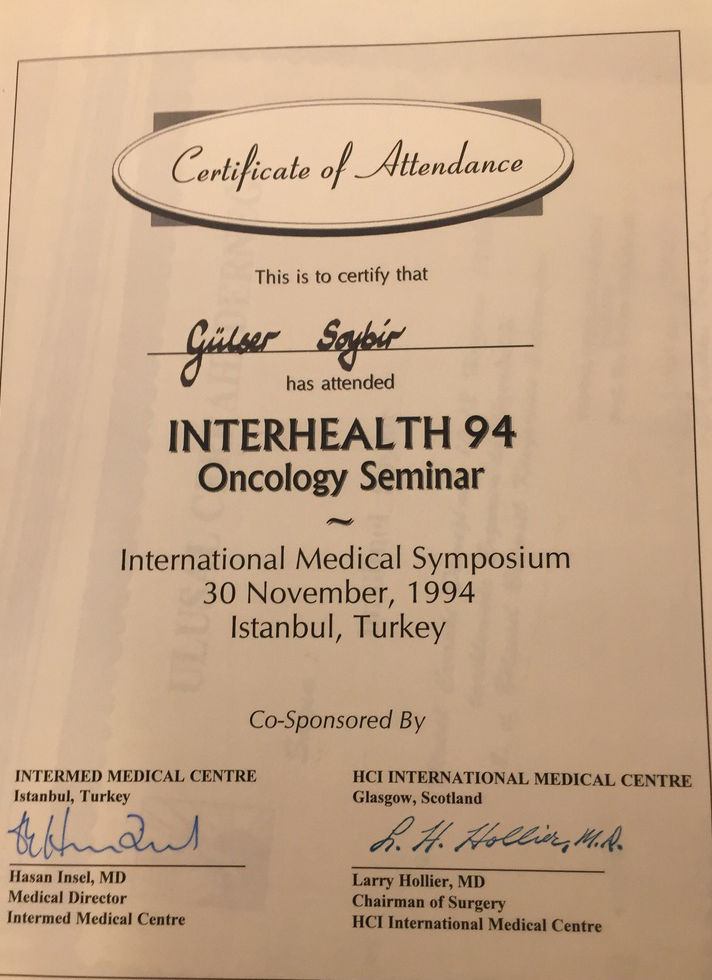 Certificate of Attendance
This is to certify that
Gülser Soybir
has attended
INTERHEALTH 94
Oncology Seminar
~
International Medical Symposium
30 November, 1994
Istanbul, Turkey
Co-Sponsored By
INTERMED MEDICAL CENTRE
Istanbul, Turkey
Hasan Insel, MD
Medical Director
Intermed Medical Centre
HCI INTERNATIONAL MEDICAL CENTRE
Glasgow, Scotland
L. H. Hollier, M.D.
Larry Hollier, MD
Chairman of Surgery
HCI International Medical Centre